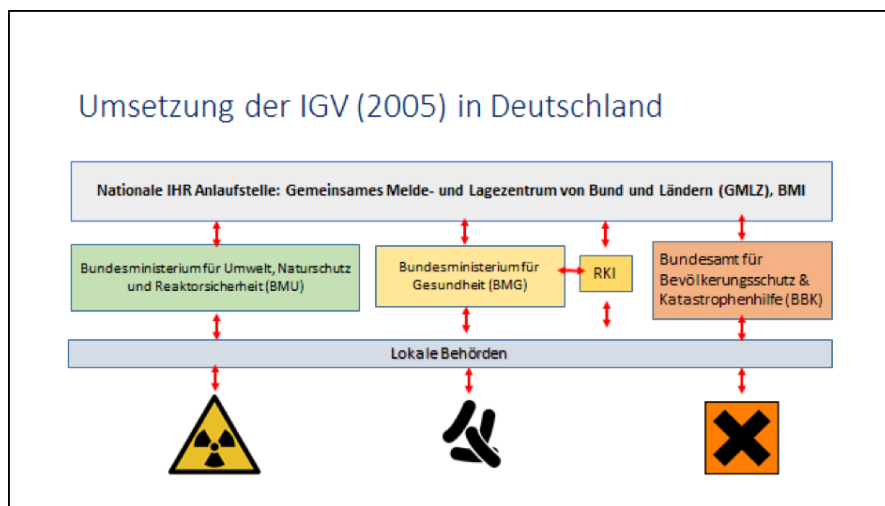 Umsetzung der IGV (2005) in Deutschland
Nationale IHR Anlaufstelle: Gemeinsames Melde- und Lagezentrum von Bund und Ländern (GMLZ), BMI
Bundesministerium für Umwelt, Naturschutz
und Reaktorsicherheit (BMU)
Bundesministerium für
Gesundheit (BMG)
RKI
Bundesamt für
Bevölkerungsschutz &
Katastrophenhilfe (BBK)
Lokale Behörden